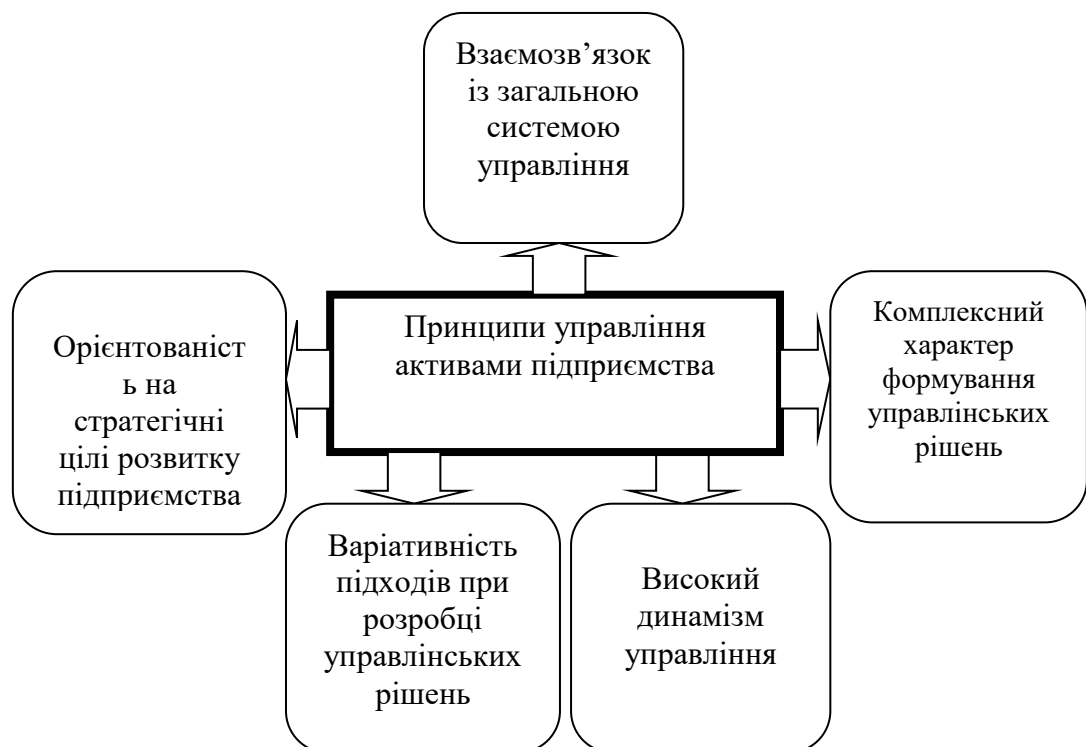 Взаємозв’язок
із загальною
системою
управління
Принципи управління
активами підприємства
Орієнтованіст
ь на
стратегічні
цілі розвитку
підприємства
Комплексний
характер
формування
управлінських
рішень
Варіативність
підходів при
розробці
управлінських
рішень
Високий
динамізм
управління